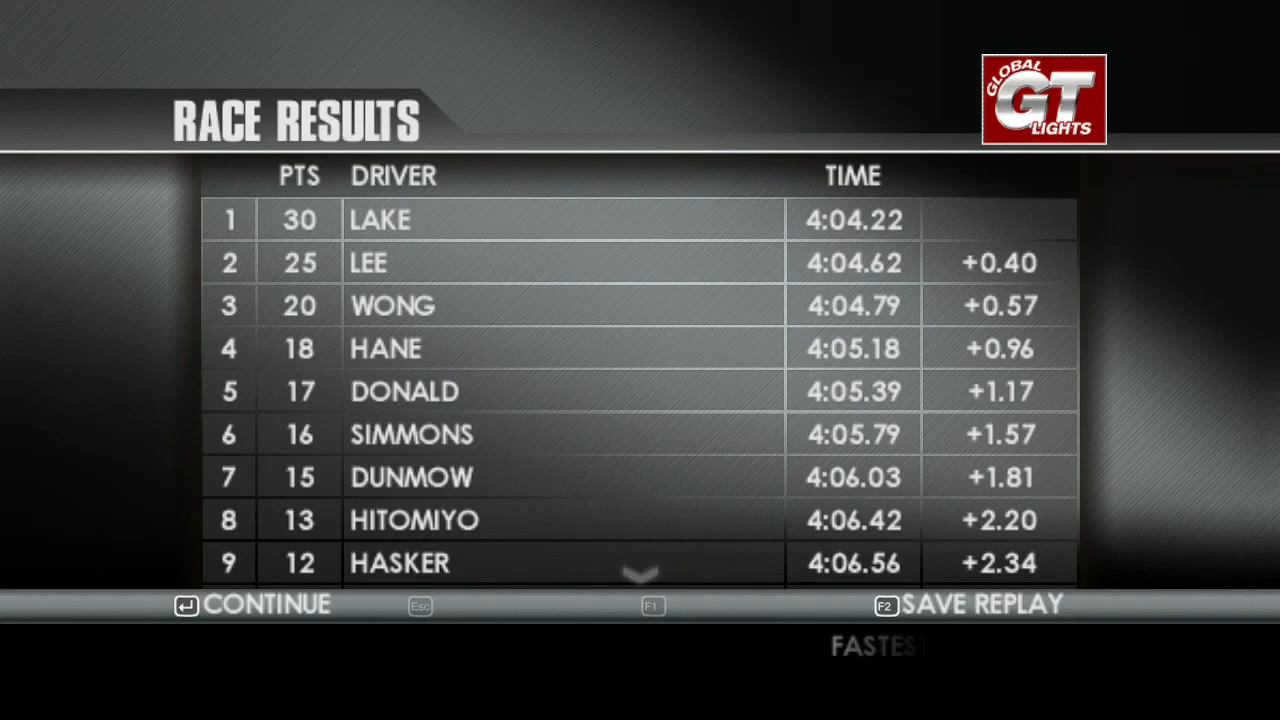 GLOBAL
GT
LIGHTS
RACE RESULTS
PTS DRIVER TIME
1 30 LAKE 4:04.22
2 25 LEE 4:04.62 +0.40
3 20 WONG 4:04.79 +0.57
4 18 HANE 4:05.18 +0.96
5 17 DONALD 4:05.39 +1.17
6 16 SIMMONS 4:05.79 +1.57
7 15 DUNMOW 4:06.03 +1.81
8 13 HITOMIYO 4:06.42 +2.20
9 12 HASKER 4:06.56 +2.34
CONTINUE Esc F1 F2 SAVE REPLAY
FASTES